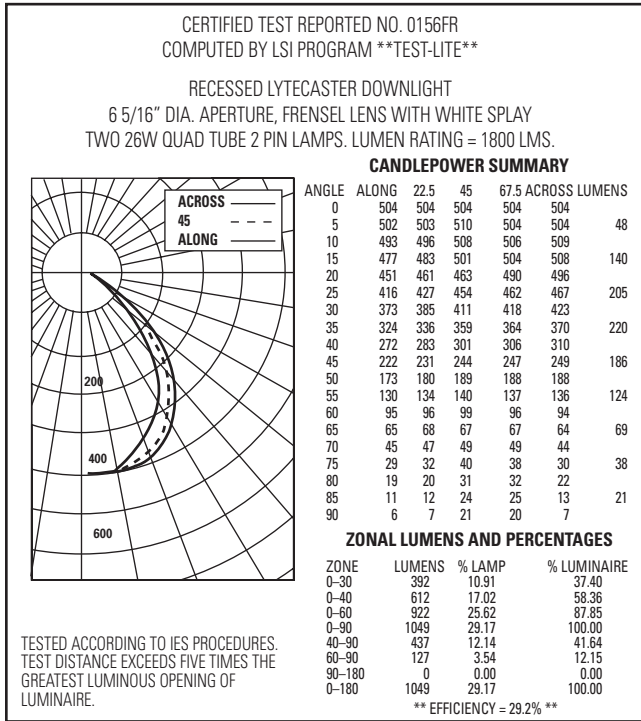 CERTIFIED TEST REPORTED NO. 0156FR
COMPUTED BY LSI PROGRAM **TEST-LITE**
RECESSED LYTECASTER DOWNLIGHT
6 5/16" DIA. APERTURE, FRENSEL LENS WITH WHITE SPLAY
TWO 26W QUAD TUBE 2 PIN LAMPS. LUMEN RATING = 1800 LMS.
ACROSS
45
ALONG
200
400
600
CANDLEPOWER SUMMARY
ANGLE ALONG 22.5 45 67.5 ACROSS LUMENS
0 504 504 504 504 504
5 502 503 510 504 504 48
10 493 496 508 506 509
15 477 483 501 504 508 140
20 451 461 463 490 496
25 416 427 454 462 467 205
30 373 385 411 418 423
35 324 336 359 364 370 220
40 272 283 301 306 310
45 222 231 244 247 249 186
50 173 180 189 188 188
55 130 134 140 137 136 124
60 95 96 99 96 94
65 65 68 67 67 64 69
70 45 47 49 49 44
75 29 32 40 38 30 38
80 19 20 31 32 22
85 11 12 24 25 13 21
90 6 7 21 20 7
ZONAL LUMENS AND PERCENTAGES
ZONE LUMENS % LAMP % LUMINAIRE
0–30 392 10.91 37.40
0–40 612 17.02 58.36
0–60 922 25.62 87.85
0–90 1049 29.17 100.00
40–90 437 12.14 41.64
60–90 127 3.54 12.15
90–180 0 0.00 0.00
0–180 1049 29.17 100.00
** EFFICIENCY = 29.2% **
TESTED ACCORDING TO IES PROCEDURES.
TEST DISTANCE EXCEEDS FIVE TIMES THE
GREATEST LUMINOUS OPENING OF
LUMINAIRE.